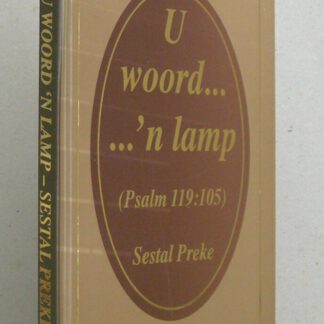 U WOORD 'N LAMP – SESTAL PREKE
U
woord...
...'n lamp
(Psalm 119:105)
Sestal Preke